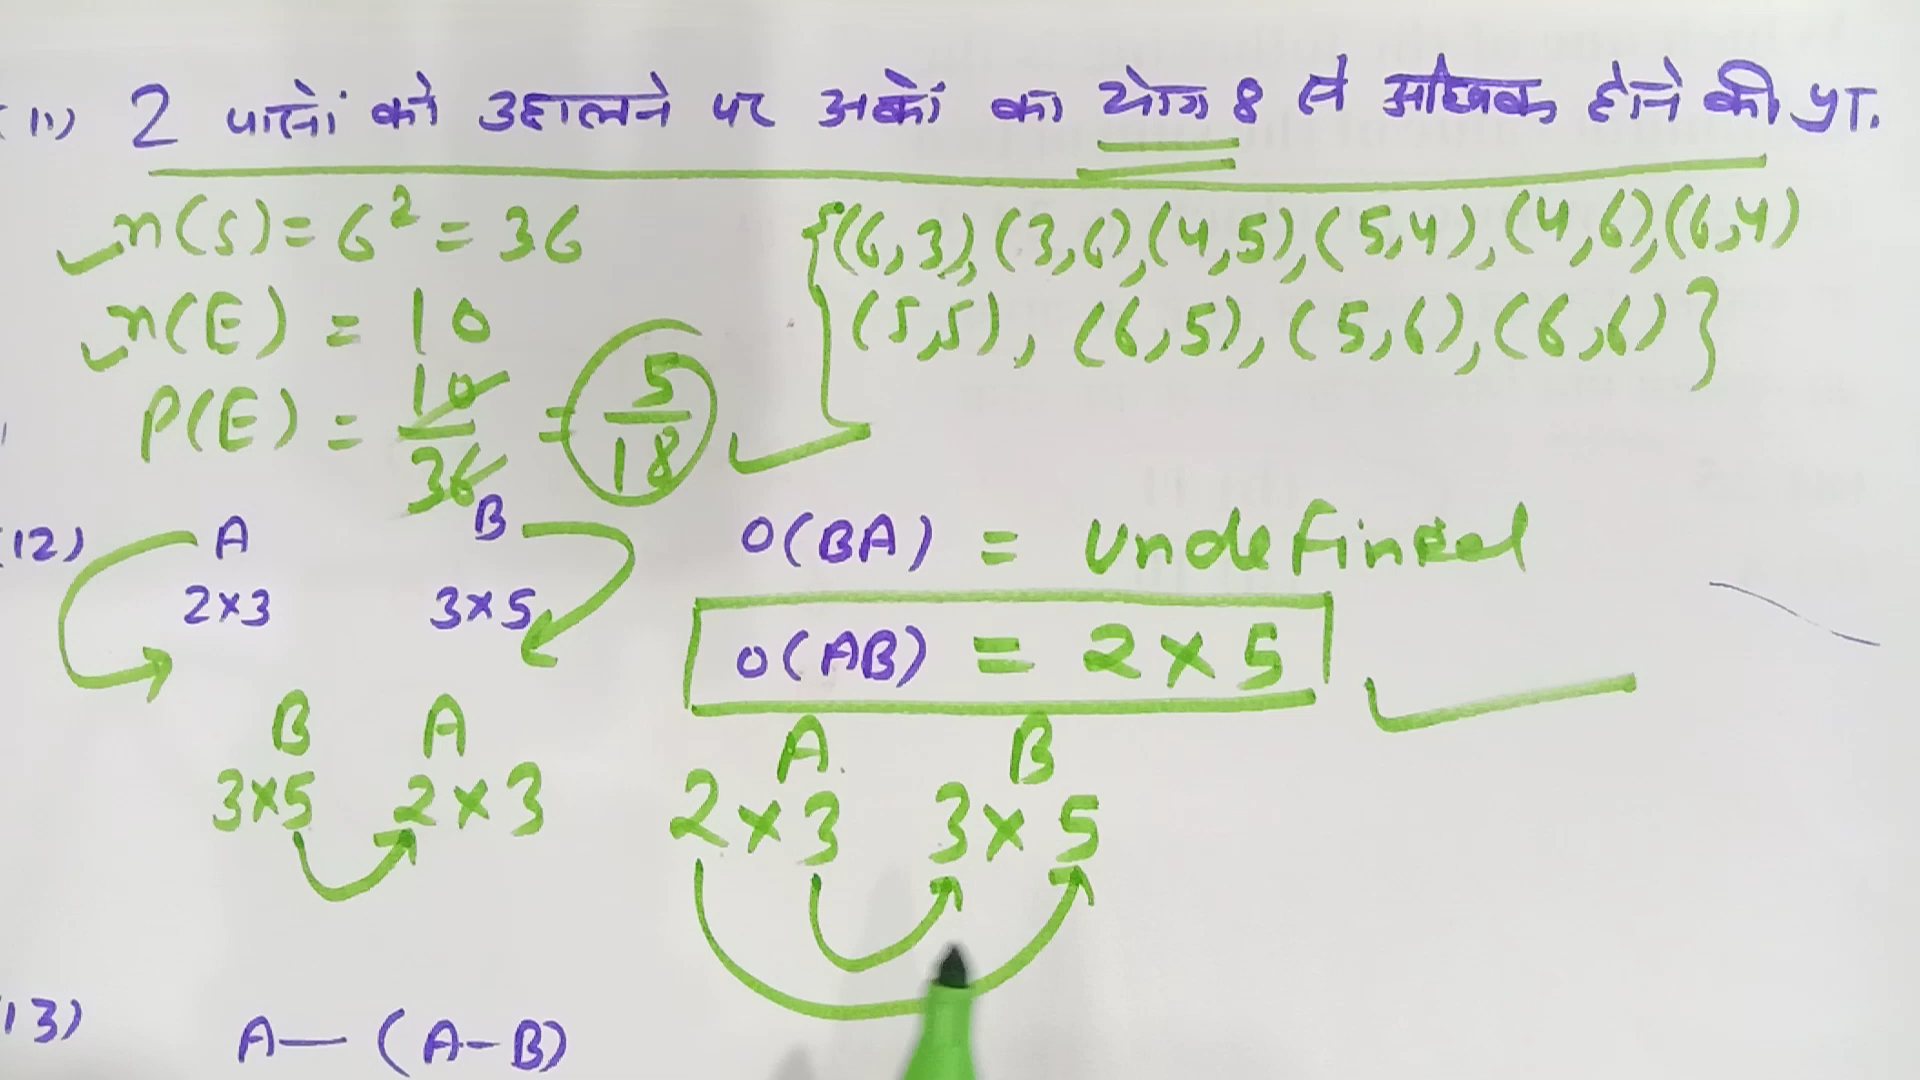 (11) 2 पासों को उछालने पर अंकों का योग 8 से अधिक होने की प्रा.
n(S) = 6² = 36
{(6,3), (3,6), (4,5), (5,4), (4,6), (6,4)
n(E) = 10
(5,5), (6,5), (5,6), (6,6)}
P(E) = 10/36 = 5/18
(12) A B
2×3 3×5
O(BA) = Undefined
O(AB) = 2×5
B A
3×5 2×3
A B
2×3 3×5
(13) A — (A-B)